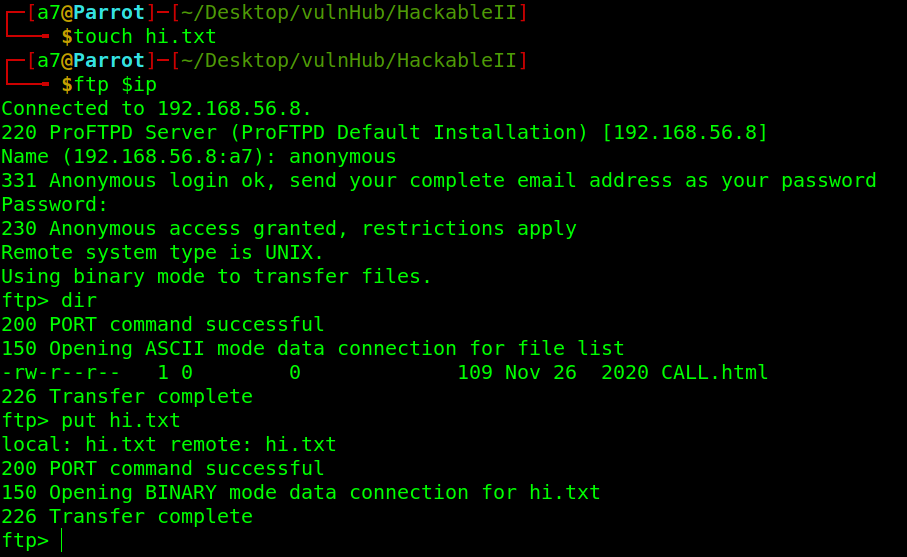 ┌─[a7@Parrot]─[~/Desktop/vulnHub/HackableII]
└──╼ $touch hi.txt
┌─[a7@Parrot]─[~/Desktop/vulnHub/HackableII]
└──╼ $ftp $ip
Connected to 192.168.56.8.
220 ProFTPD Server (ProFTPD Default Installation) [192.168.56.8]
Name (192.168.56.8:a7): anonymous
331 Anonymous login ok, send your complete email address as your password
Password:
230 Anonymous access granted, restrictions apply
Remote system type is UNIX.
Using binary mode to transfer files.
ftp> dir
200 PORT command successful
150 Opening ASCII mode data connection for file list
-rw-r--r--   1 0        0             109 Nov 26  2020 CALL.html
226 Transfer complete
ftp> put hi.txt
local: hi.txt remote: hi.txt
200 PORT command successful
150 Opening BINARY mode data connection for hi.txt
226 Transfer complete
ftp>